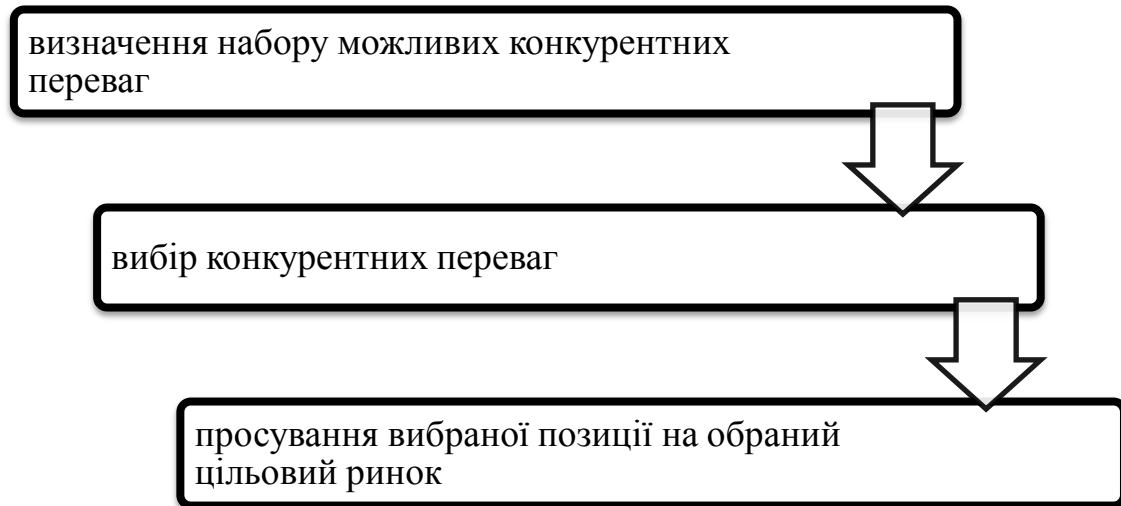 визначення набору можливих конкурентних
переваг
вибір конкурентних переваг
просування вибраної позиції на обраний
цільовий ринок